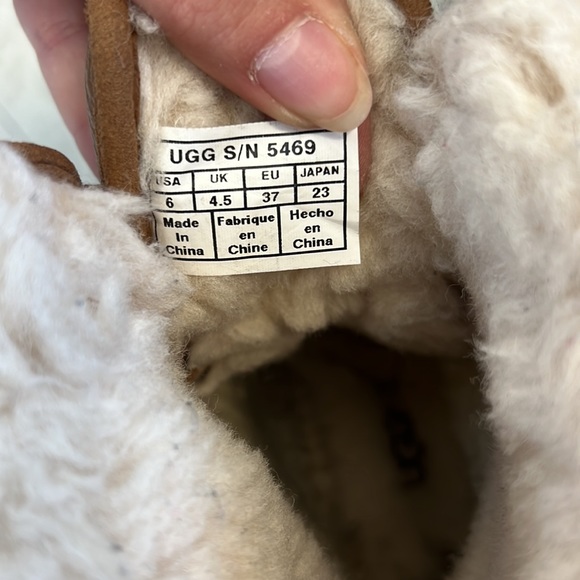 UGG S/N 5469
USA UK EU JAPAN
6 4.5 37 23
Made Fabrique Hecho
In en en
China Chine China
UGG